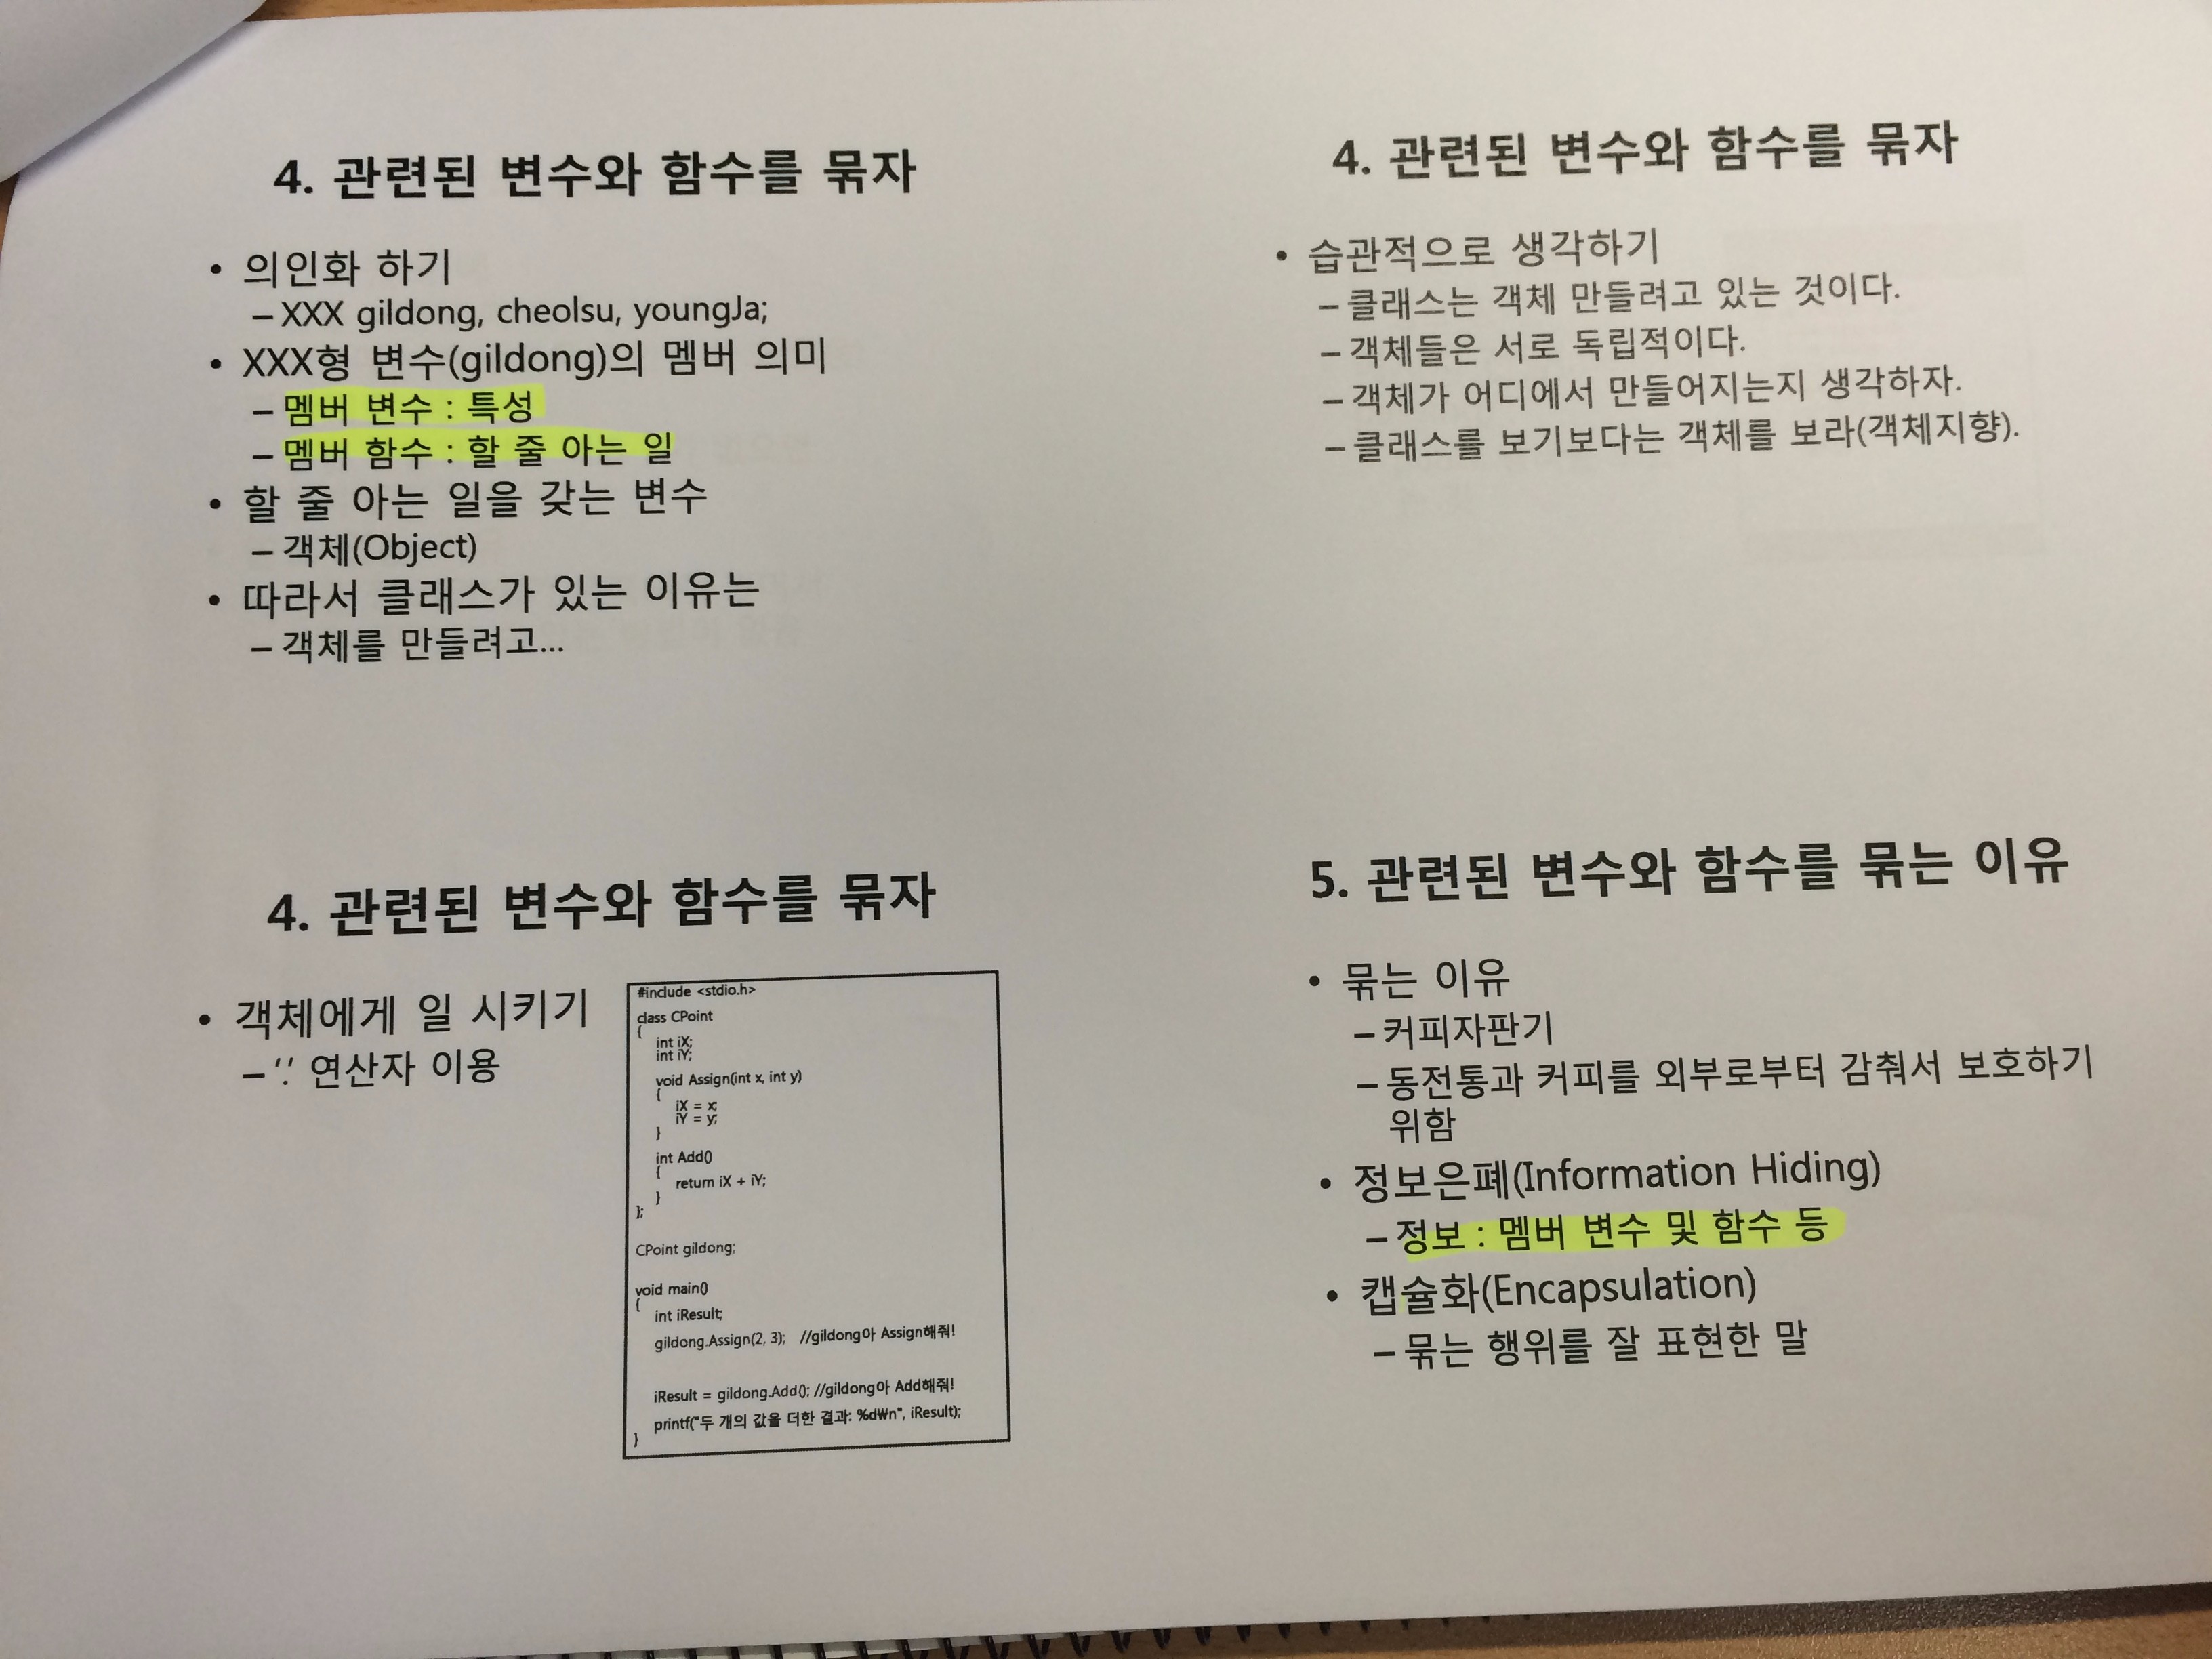 4. 관련된 변수와 함수를 묶자
• 의인화 하기
– XXX gildong, cheolsu, youngJa;
• XXX형 변수(gildong)의 멤버 의미
– 멤버 변수 : 특성
– 멤버 함수 : 할 줄 아는 일
• 할 줄 아는 일을 갖는 변수
– 객체(Object)
• 따라서 클래스가 있는 이유는
– 객체를 만들려고...
4. 관련된 변수와 함수를 묶자
• 습관적으로 생각하기
– 클래스는 객체 만들려고 있는 것이다.
– 객체들은 서로 독립적이다.
– 객체가 어디에서 만들어지는지 생각하자.
– 클래스를 보기보다는 객체를 보라(객체지향).
4. 관련된 변수와 함수를 묶자
• 객체에게 일 시키기
– ‘.’ 연산자 이용
#include <stdio.h>
class CPoint
{
int iX;
int iY;
void Assign(int x, int y)
{
iX = x;
iY = y;
}
int Add()
{
return iX + iY;
}
};
CPoint gildong;
void main()
{
int iResult;
gildong.Assign(2, 3); //gildong아 Assign해줘!
iResult = gildong.Add(); //gildong아 Add해줘!
printf("두 개의 값을 더한 결과: %d₩n", iResult);
}
5. 관련된 변수와 함수를 묶는 이유
• 묶는 이유
– 커피자판기
– 동전통과 커피를 외부로부터 감춰서 보호하기
위함
• 정보은폐(Information Hiding)
– 정보 : 멤버 변수 및 함수 등
• 캡슐화(Encapsulation)
– 묶는 행위를 잘 표현한 말